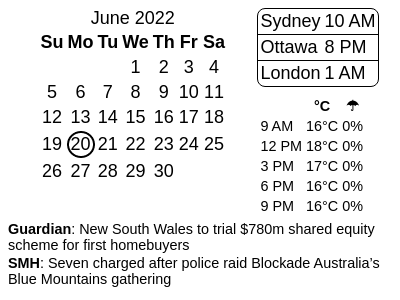 June 2022
Su Mo Tu We Th Fr Sa
1 2 3 4
5 6 7 8 9 10 11
12 13 14 15 16 17 18
19 20 21 22 23 24 25
26 27 28 29 30
Sydney 10 AM
Ottawa 8 PM
London 1 AM
°C ☂
9 AM 16°C 0%
12 PM 18°C 0%
3 PM 17°C 0%
6 PM 16°C 0%
9 PM 16°C 0%
Guardian: New South Wales to trial $780m shared equity
scheme for first homebuyers
SMH: Seven charged after police raid Blockade Australia's
Blue Mountains gathering